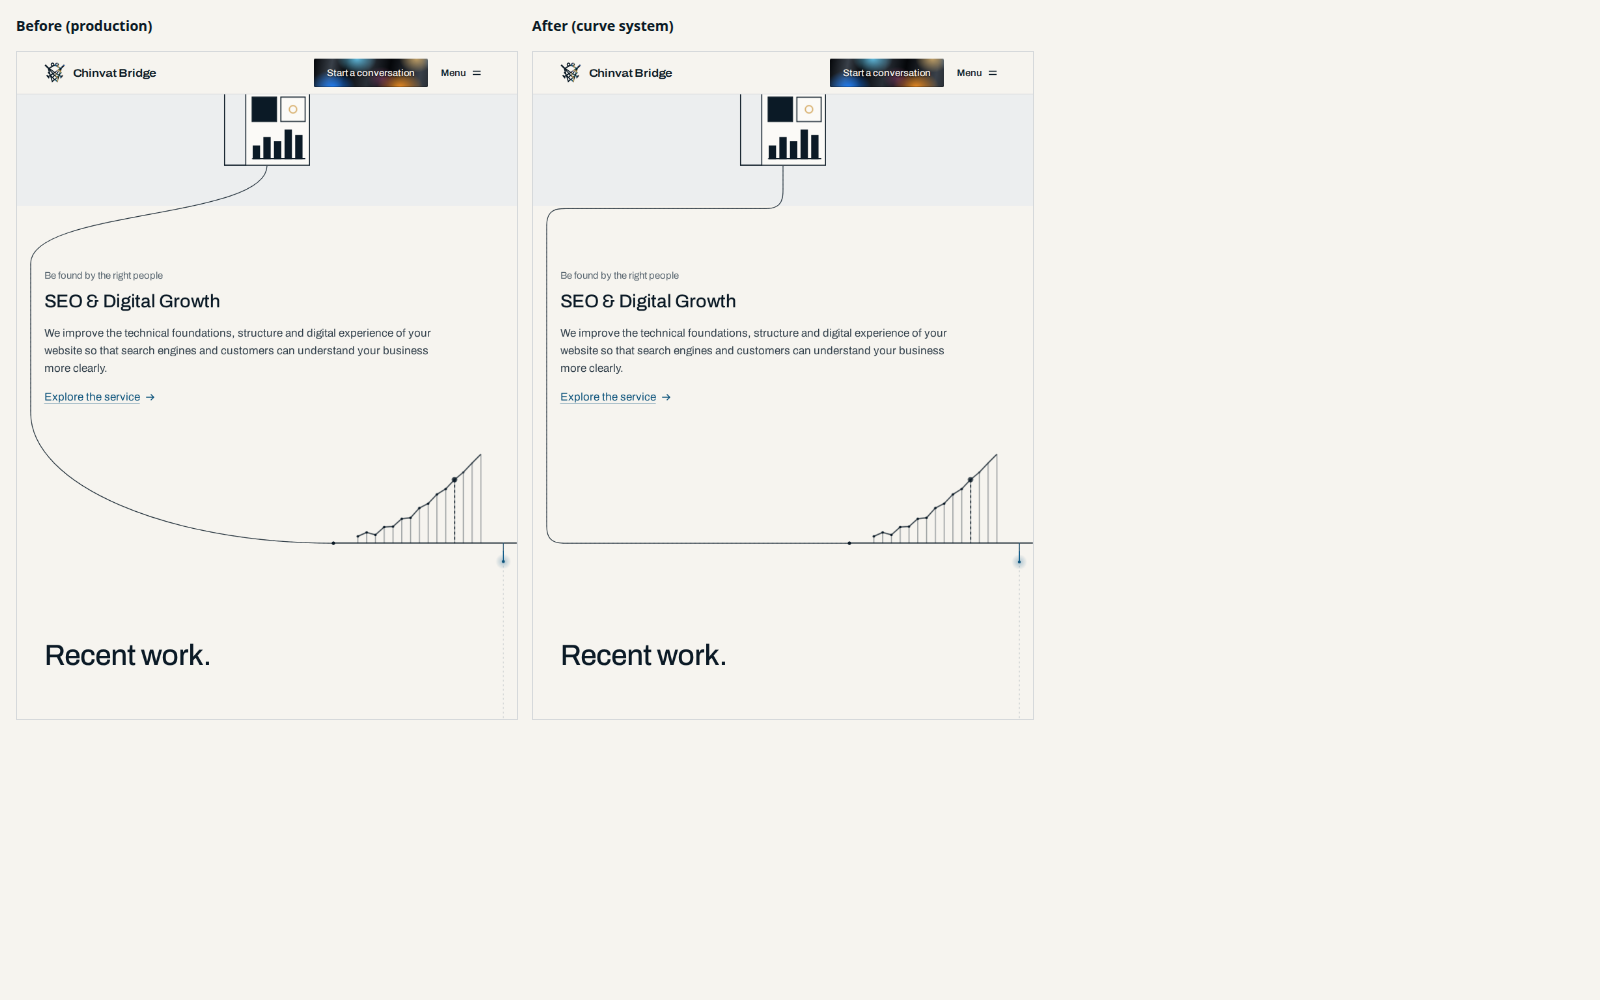 Before (production)
Chinvat Bridge
Start a conversation
Menu
Be found by the right people
SEO & Digital Growth
We improve the technical foundations, structure and digital experience of your
website so that search engines and customers can understand your business
more clearly.
Explore the service →
Recent work.
After (curve system)
Chinvat Bridge
Start a conversation
Menu
Be found by the right people
SEO & Digital Growth
We improve the technical foundations, structure and digital experience of your
website so that search engines and customers can understand your business
more clearly.
Explore the service →
Recent work.